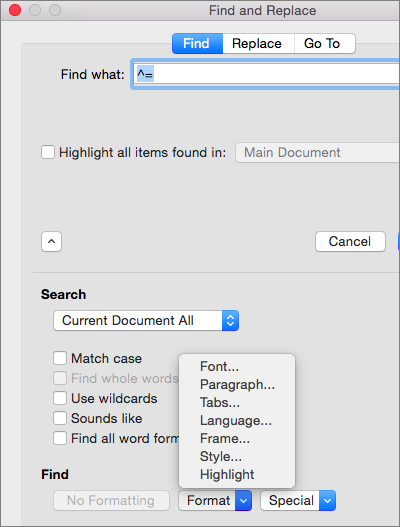 Find and Replace
Find Replace Go To
Find what: ^=
Highlight all items found in: Main Document
Cancel
Search
Current Document All
Match case
Find whole words
Use wildcards
Sounds like
Find all word form
Font...
Paragraph...
Tabs...
Language...
Frame...
Style...
Highlight
Find
No Formatting Format Special